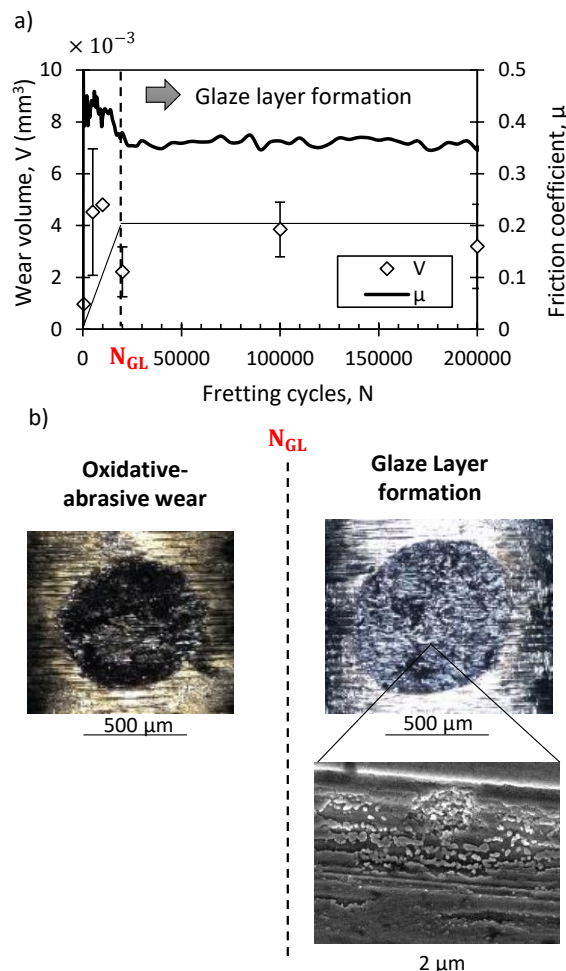 a)
× 10⁻³
10
8
6
4
2
0
Wear volume, V (mm³)
Glaze layer formation
0.5
0.4
0.3
0.2
0.1
0
Friction coefficient, μ
V
μ
0
50000
100000
150000
200000
N_GL
Fretting cycles, N
b)
N_GL
Oxidative-
abrasive wear
500 μm
Glaze Layer
formation
500 μm
2 μm